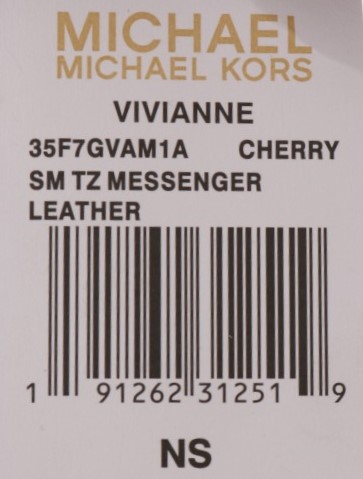 MICHAEL
MICHAEL KORS
VIVIANNE
35F7GVAM1A CHERRY
SM TZ MESSENGER
LEATHER
1 91262 31251 9
NS